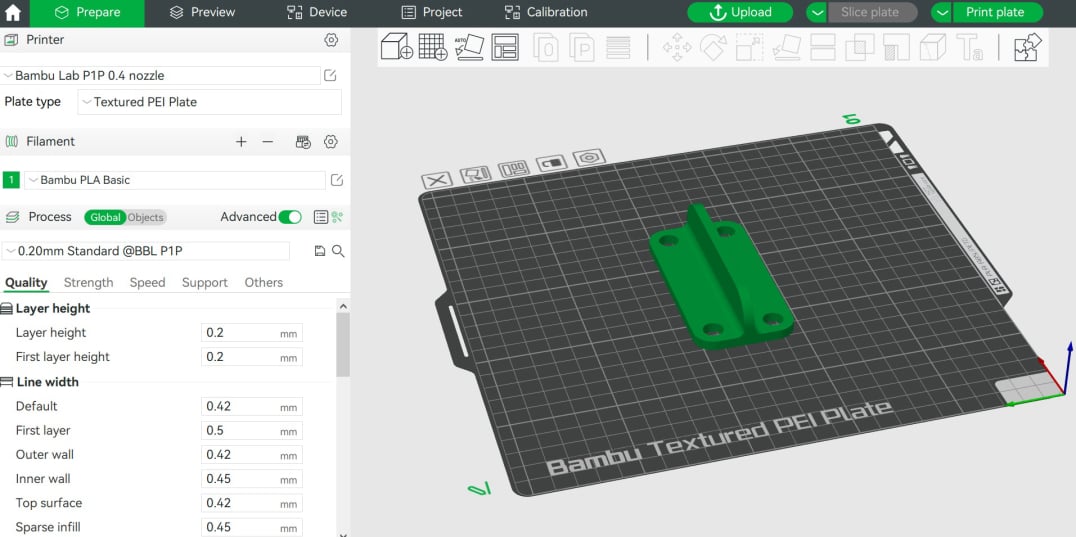 Prepare Preview Device Project Calibration Upload Slice plate Print plate
Printer
Bambu Lab P1P 0.4 nozzle
Plate type Textured PEI Plate
Filament
AUTO
1 Bambu PLA Basic
Process Global Objects Advanced
0.20mm Standard @BBL P1P
Quality Strength Speed Support Others
Layer height
Layer height 0.2 mm
First layer height 0.2 mm
Line width
Default 0.42 mm
First layer 0.5 mm
Outer wall 0.42 mm
Inner wall 0.45 mm
Top surface 0.42 mm
Sparse infill 0.45 mm
01
Bambu Textured PEI Plate